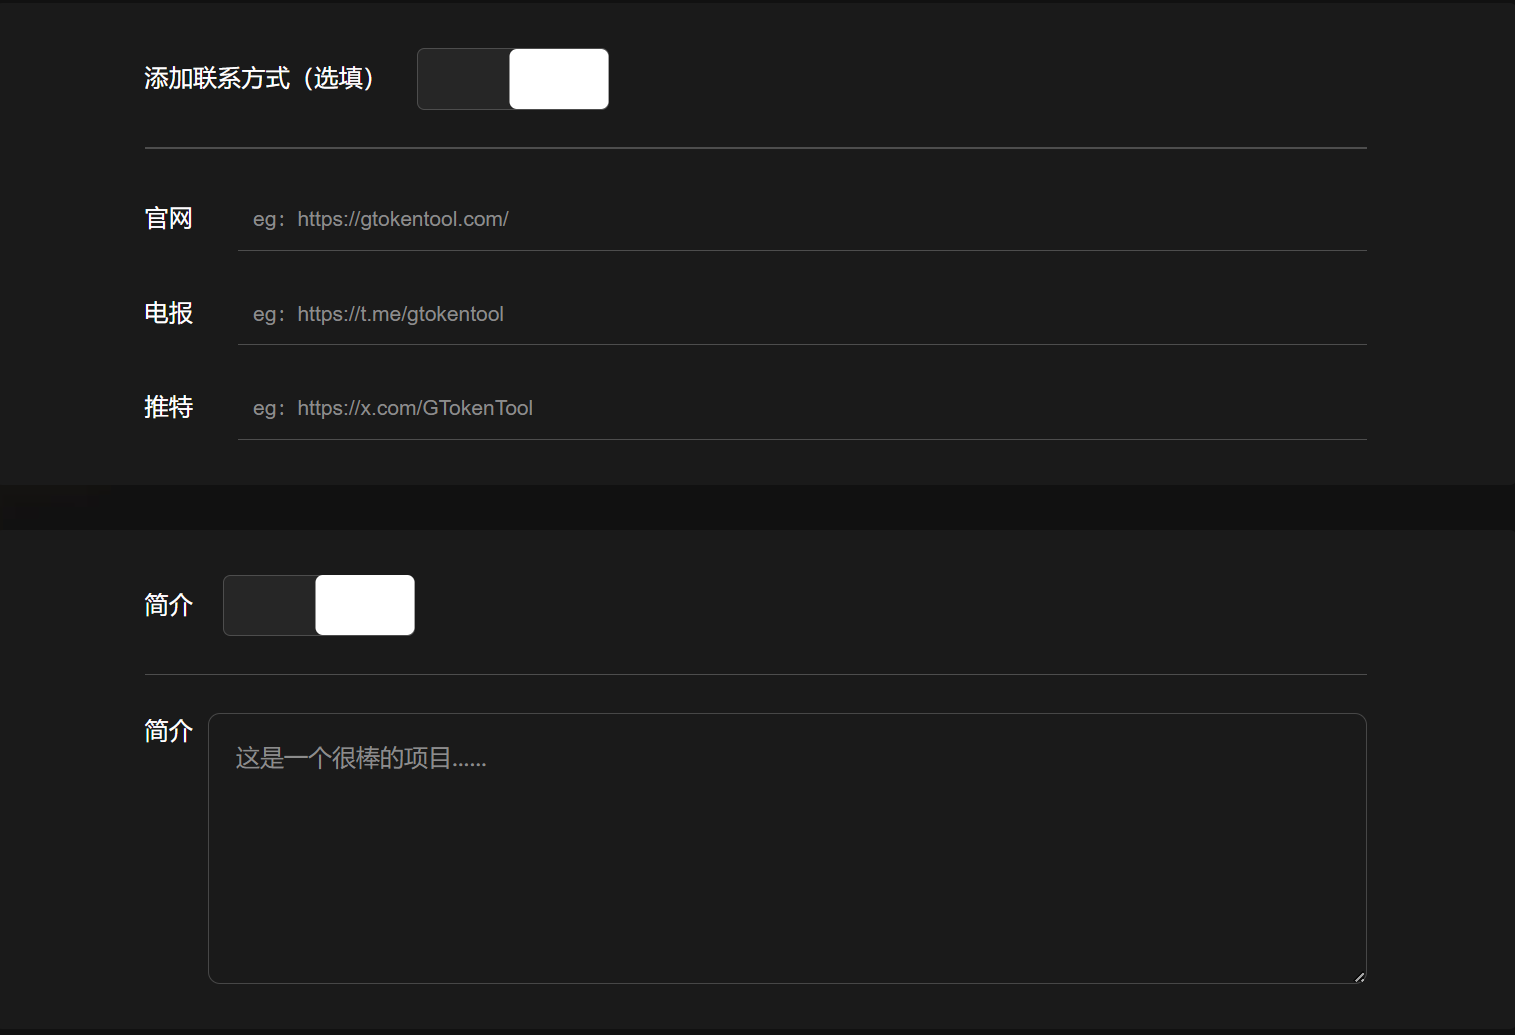 添加联系方式（选填）
官网
eg：https://gtokentool.com/
电报
eg：https://t.me/gtokentool
推特
eg：https://x.com/GTokenTool
简介
简介
这是一个很棒的项目......